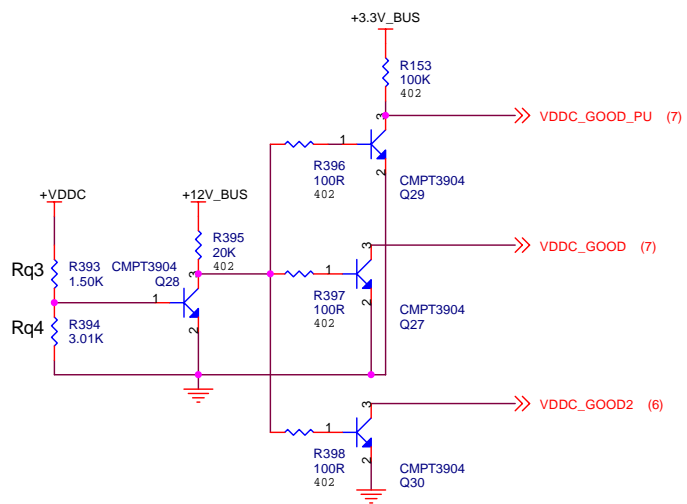 +3.3V_BUS
R153
100K
402
3
VDDC_GOOD_PU (7)
1
R396
100R
402
2
CMPT3904
Q29
+VDDC
+12V_BUS
R395
20K
402
3
VDDC_GOOD (7)
Rq3
R393
1.50K
CMPT3904
Q28
3
1
1
R397
100R
402
2
CMPT3904
Q27
Rq4
R394
3.01K
2
3
VDDC_GOOD2 (6)
1
R398
100R
402
2
CMPT3904
Q30